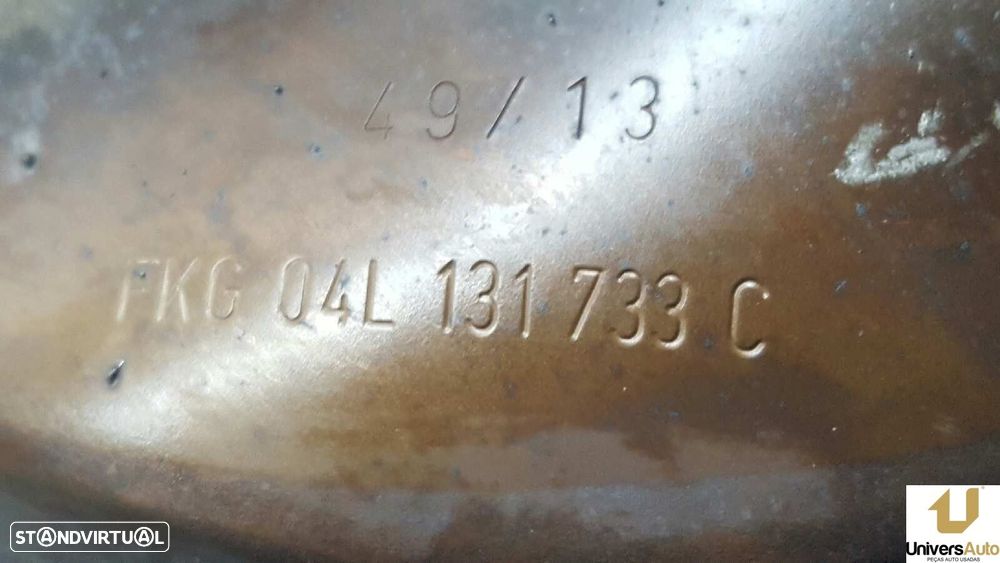 49/13
FKG 04L 131 733 C
STANDVIRTUAL
UniversAuto
PEÇAS AUTO USADAS